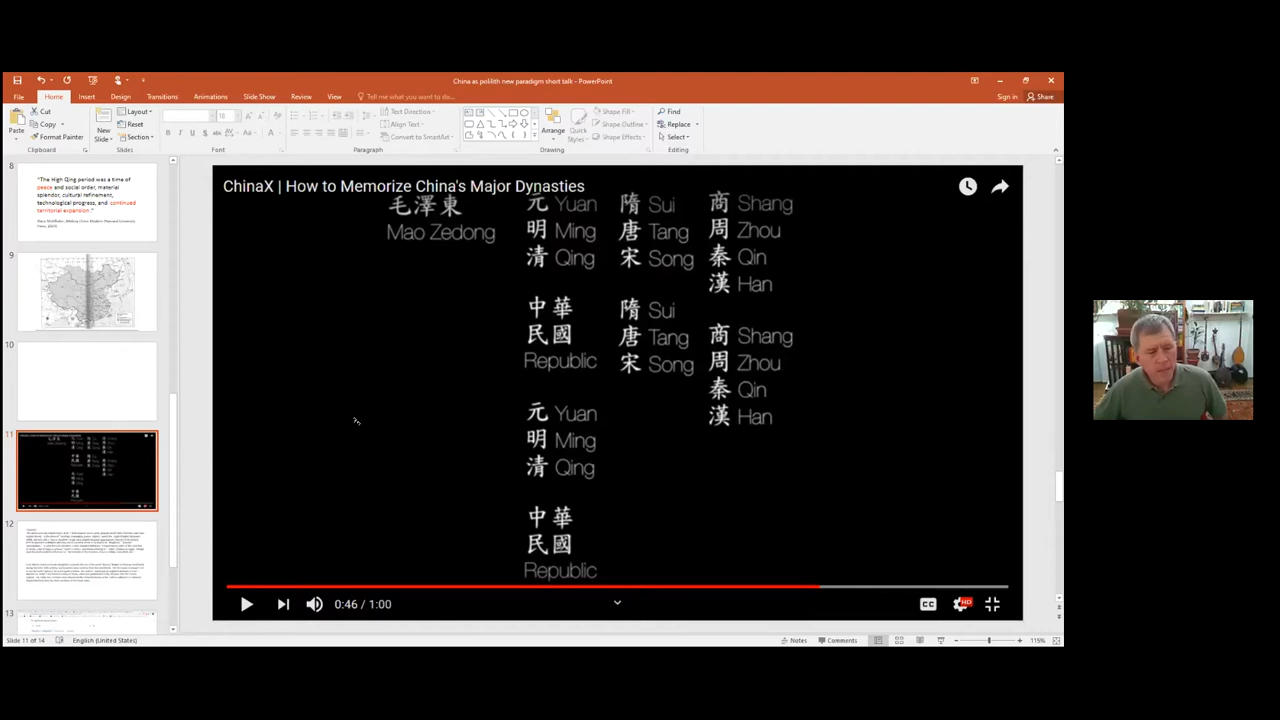 China as polilith new paradigm short talk - PowerPoint
Sign in
Share
File
Home
Insert
Design
Transitions
Animations
Slide Show
Review
View
Tell me what you want to do...
Paste
Cut
Copy
Format Painter
Clipboard
New
Slide
Layout
Reset
Section
Slides
18
Font
Text Direction
Align Text
Convert to SmartArt
Paragraph
Arrange
Quick
Styles
Shape Fill
Shape Outline
Shape Effects
Drawing
Find
Replace
Select
Editing
8
"The High Qing period was a time of
peace and social order, material
splendor, cultural refinement,
technological progress, and continued
territorial expansion."
9
10
11
12
13
ChinaX | How to Memorize China's Major Dynasties
毛澤東
Mao Zedong
元 Yuan
明 Ming
清 Qing
中華
民國
Republic
元 Yuan
明 Ming
清 Qing
中華
民國
Republic
隋 Sui
唐 Tang
宋 Song
隋 Sui
唐 Tang
宋 Song
商 Shang
周 Zhou
秦 Qin
漢 Han
商 Shang
周 Zhou
秦 Qin
漢 Han
0:46 / 1:00
CC
HD
Slide 11 of 14
English (United States)
Notes
Comments
115%